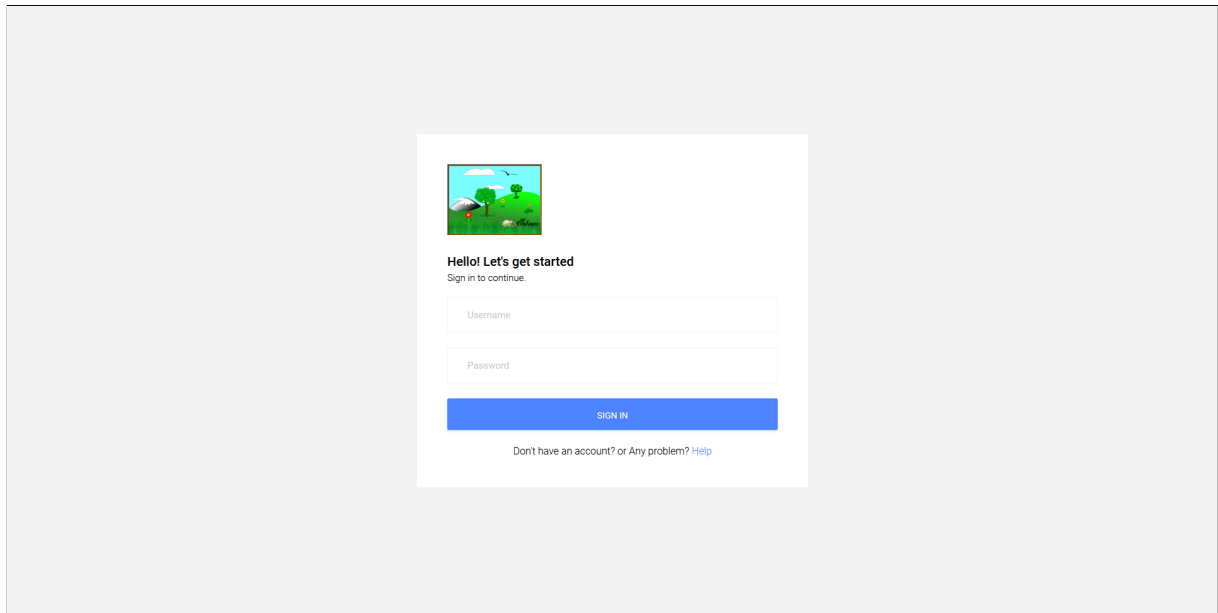 Hello! Let's get started
Sign in to continue.
Username
Password
SIGN IN
Don't have an account? or Any problem? Help